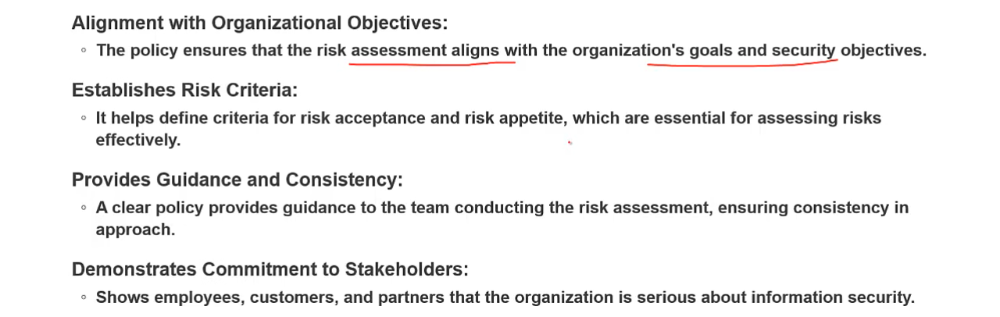 Alignment with Organizational Objectives:
◦ The policy ensures that the risk assessment aligns with the organization's goals and security objectives.
Establishes Risk Criteria:
◦ It helps define criteria for risk acceptance and risk appetite, which are essential for assessing risks
effectively.
Provides Guidance and Consistency:
◦ A clear policy provides guidance to the team conducting the risk assessment, ensuring consistency in
approach.
Demonstrates Commitment to Stakeholders:
◦ Shows employees, customers, and partners that the organization is serious about information security.